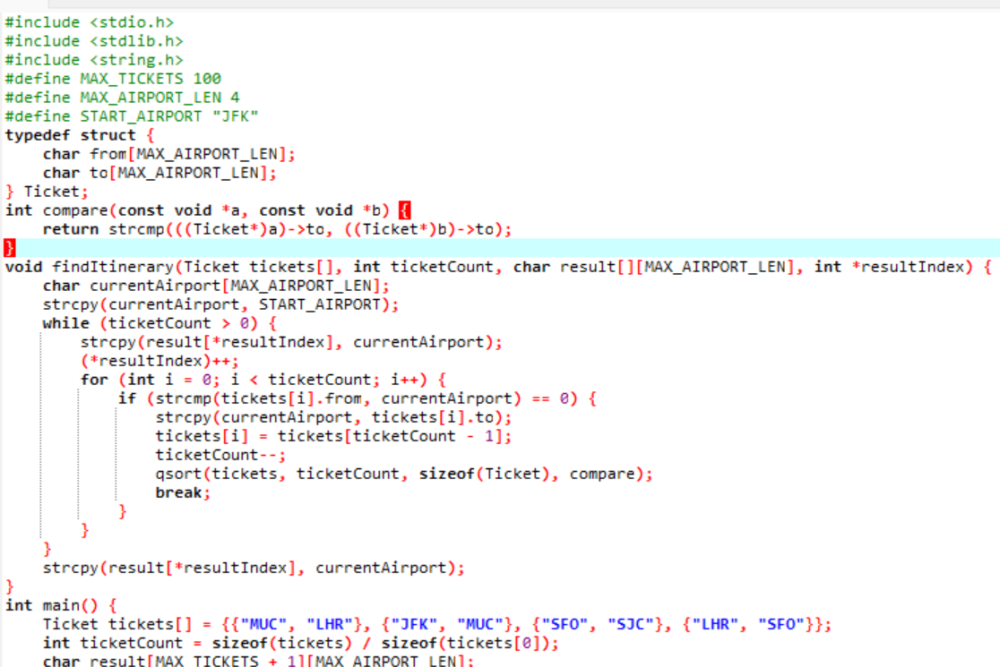 #include <stdio.h>
#include <stdlib.h>
#include <string.h>
#define MAX_TICKETS 100
#define MAX_AIRPORT_LEN 4
#define START_AIRPORT "JFK"
typedef struct {
    char from[MAX_AIRPORT_LEN];
    char to[MAX_AIRPORT_LEN];
} Ticket;
int compare(const void *a, const void *b) {
    return strcmp(((Ticket*)a)->to, ((Ticket*)b)->to);
}
void findItinerary(Ticket tickets[], int ticketCount, char result[][MAX_AIRPORT_LEN], int *resultIndex) {
    char currentAirport[MAX_AIRPORT_LEN];
    strcpy(currentAirport, START_AIRPORT);
    while (ticketCount > 0) {
        strcpy(result[*resultIndex], currentAirport);
        (*resultIndex)++;
        for (int i = 0; i < ticketCount; i++) {
            if (strcmp(tickets[i].from, currentAirport) == 0) {
                strcpy(currentAirport, tickets[i].to);
                tickets[i] = tickets[ticketCount - 1];
                ticketCount--;
                qsort(tickets, ticketCount, sizeof(Ticket), compare);
                break;
            }
        }
    }
    strcpy(result[*resultIndex], currentAirport);
}
int main() {
    Ticket tickets[] = {{"MUC", "LHR"}, {"JFK", "MUC"}, {"SFO", "SJC"}, {"LHR", "SFO"}};
    int ticketCount = sizeof(tickets) / sizeof(tickets[0]);
    char result[MAX_TICKETS + 1][MAX_AIRPORT_LEN];